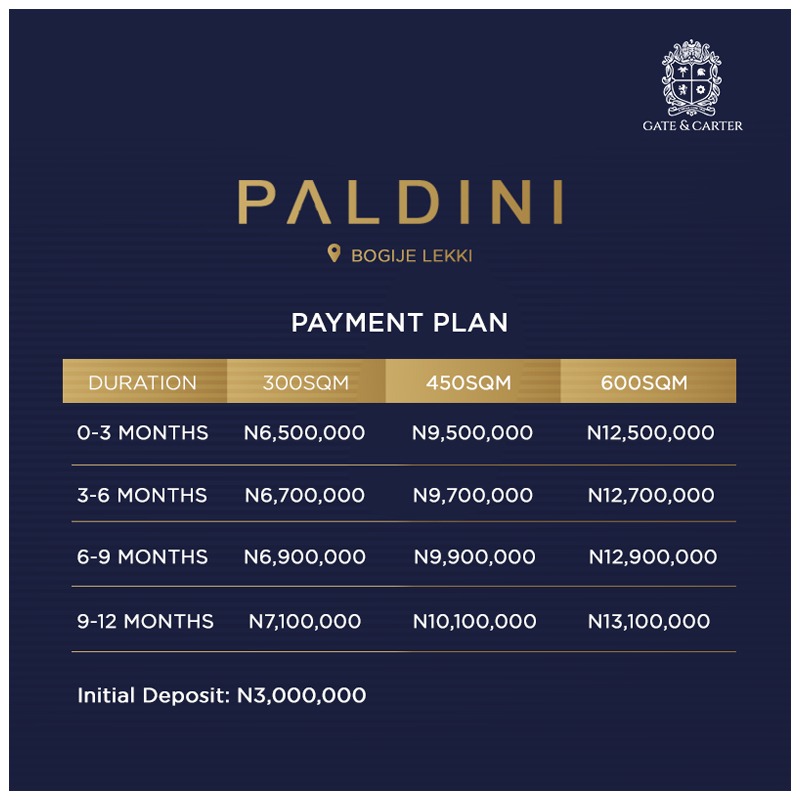 GATE & CARTER
PALDINI
BOGIJE LEKKI
PAYMENT PLAN
DURATION 300SQM 450SQM 600SQM
0-3 MONTHS N6,500,000 N9,500,000 N12,500,000
3-6 MONTHS N6,700,000 N9,700,000 N12,700,000
6-9 MONTHS N6,900,000 N9,900,000 N12,900,000
9-12 MONTHS N7,100,000 N10,100,000 N13,100,000
Initial Deposit: N3,000,000